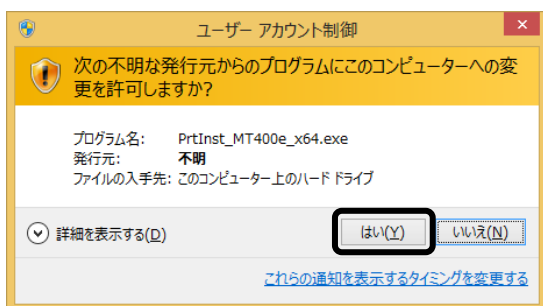 ユーザー アカウント制御
次の不明な発行元からのプログラムにこのコンピューターへの変
更を許可しますか?
プログラム名: PrtInst_MT400e_x64.exe
発行元: 不明
ファイルの入手先: このコンピューター上のハード ドライブ
詳細を表示する(D) はい(Y) いいえ(N)
これらの通知を表示するタイミングを変更する